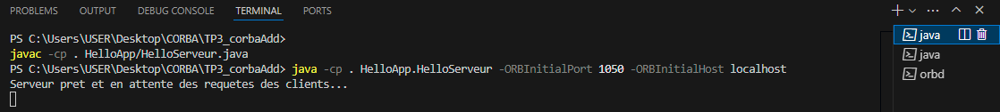 PROBLEMS OUTPUT DEBUG CONSOLE TERMINAL PORTS
PS C:\Users\USER\Desktop\CORBA\TP3_corbaAdd>
javac -cp . HelloApp/HelloServeur.java
PS C:\Users\USER\Desktop\CORBA\TP3_corbaAdd> java -cp . HelloApp.HelloServeur -ORBInitialPort 1050 -ORBInitialHost localhost
Serveur pret et en attente des requetes des clients...
java
java
orbd